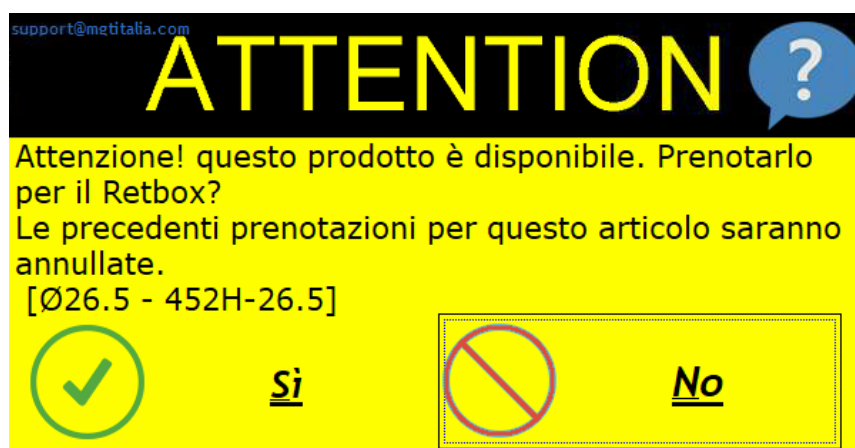 support@mgtitalia.com
ATTENTION
?
Attenzione! questo prodotto è disponibile. Prenotarlo
per il Retbox?
Le precedenti prenotazioni per questo articolo saranno
annullate.
[Ø26.5 - 452H-26.5]
Sì
No